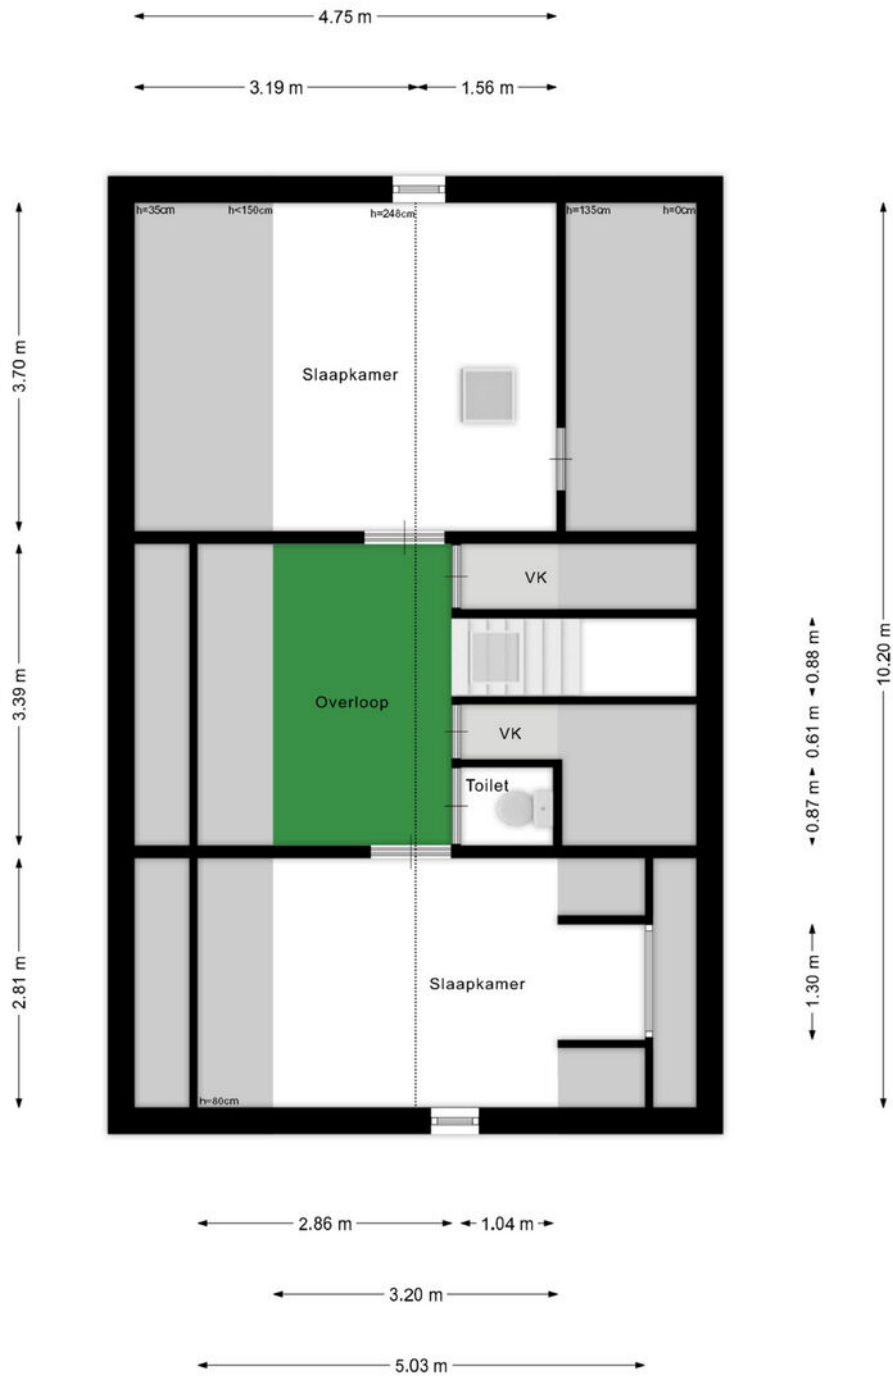 4.75 m
3.19 m
1.56 m
h=35cm
h<150cm
h=248cm
h=135cm
h=0cm
3.70 m
Slaapkamer
10.20 m
VK
0.88 m
3.39 m
Overloop
VK
0.61 m
Toilet
0.87 m
2.81 m
Slaapkamer
1.30 m
h=80cm
2.86 m
1.04 m
3.20 m
5.03 m